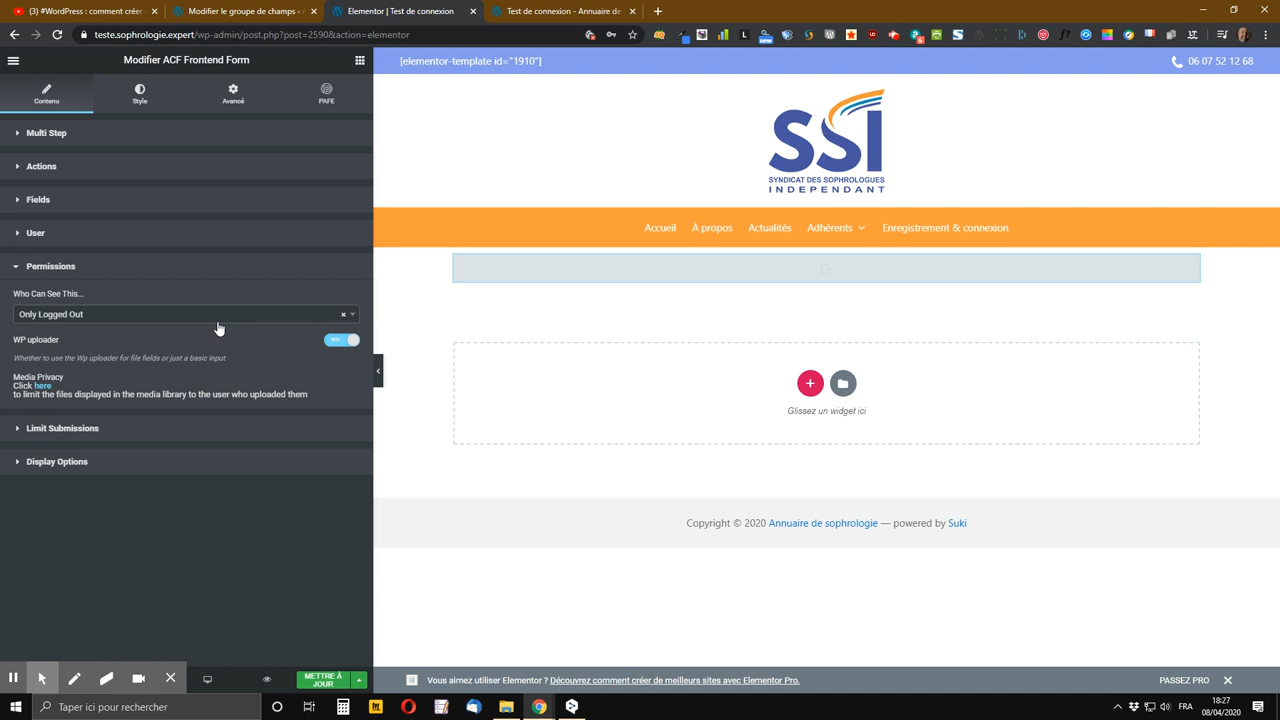 (3) #WordPress | comment c
Modifier le groupe de champs
Test de connexion – Annuaire de
Elementor | Test de connexion
testps.sophrologie.expert/wp-admin/post.php?post=2903&action=elementor
Modifier ACF Frontend Form
Contenu
Style
Avancé
PAFE
Multi Step
Actions
Fields
User
Permissions
Who Can See This...
Only Logged Out
WP uploader
Whether to use the Wp uploader for file fields or just a basic input
Media Privacy
Click here
to limit the files displayed in the media library to the user who uploaded them
Limit Submissions
Display Options
METTRE À JOUR
[elementor-template id="1910"]
06 07 52 12 68
SSI
SYNDICAT DES SOPHROLOGUES
INDEPENDANT
Accueil
À propos
Actualités
Adhérents
Enregistrement & connexion
Glissez un widget ici
Copyright © 2020 Annuaire de sophrologie — powered by Suki
Vous aimez utiliser Elementor ? Découvrez comment créer de meilleurs sites avec Elementor Pro.
PASSEZ PRO
Taper ici pour rechercher
FRA
18:27
08/04/2020